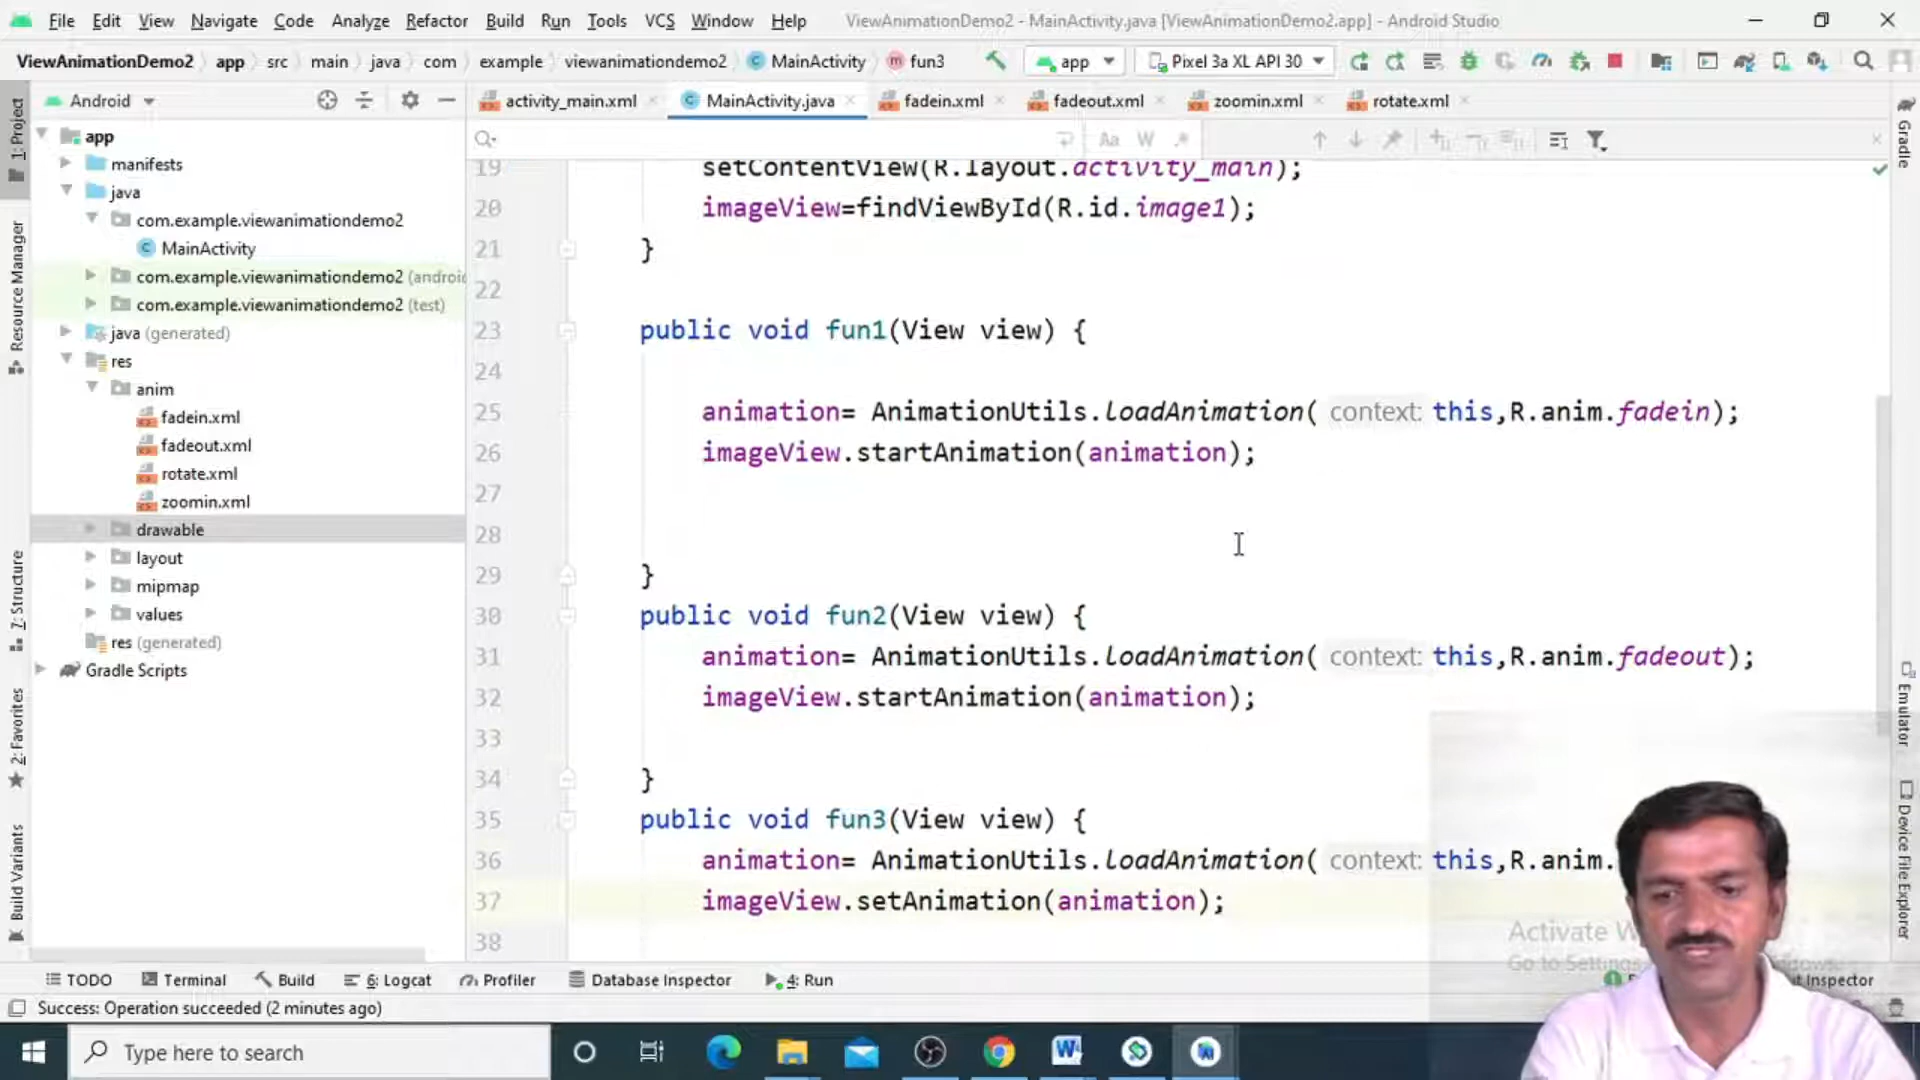 File Edit View Navigate Code Analyze Refactor Build Run Tools VCS Window Help ViewAnimationDemo2 - MainActivity.java [ViewAnimationDemo2.app] - Android Studio
ViewAnimationDemo2 app src main java com example viewanimationdemo2 MainActivity fun3 app Pixel 3a XL API 30
Android
activity_main.xml MainActivity.java fadein.xml fadeout.xml zoomin.xml rotate.xml
Aa W .*
1: Project
Resource Manager
7: Structure
2: Favorites
Build Variants
app
manifests
java
com.example.viewanimationdemo2
MainActivity
com.example.viewanimationdemo2 (androi
com.example.viewanimationdemo2 (test)
java (generated)
res
anim
fadein.xml
fadeout.xml
rotate.xml
zoomin.xml
drawable
layout
mipmap
values
res (generated)
Gradle Scripts
19 setContentView(R.layout.activity_main);
20 imageView=findViewById(R.id.image1);
21 }
22
23 public void fun1(View view) {
24
25 animation= AnimationUtils.loadAnimation( context: this,R.anim.fadein);
26 imageView.startAnimation(animation);
27
28
29 }
30 public void fun2(View view) {
31 animation= AnimationUtils.loadAnimation( context: this,R.anim.fadeout);
32 imageView.startAnimation(animation);
33
34 }
35 public void fun3(View view) {
36 animation= AnimationUtils.loadAnimation( context: this,R.anim.
37 imageView.setAnimation(animation);
38
Gradle
Emulator
Device File Explorer
Activate W
Go to Settings
TODO Terminal Build 6: Logcat Profiler Database Inspector 4: Run t Inspector
Success: Operation succeeded (2 minutes ago)
Type here to search